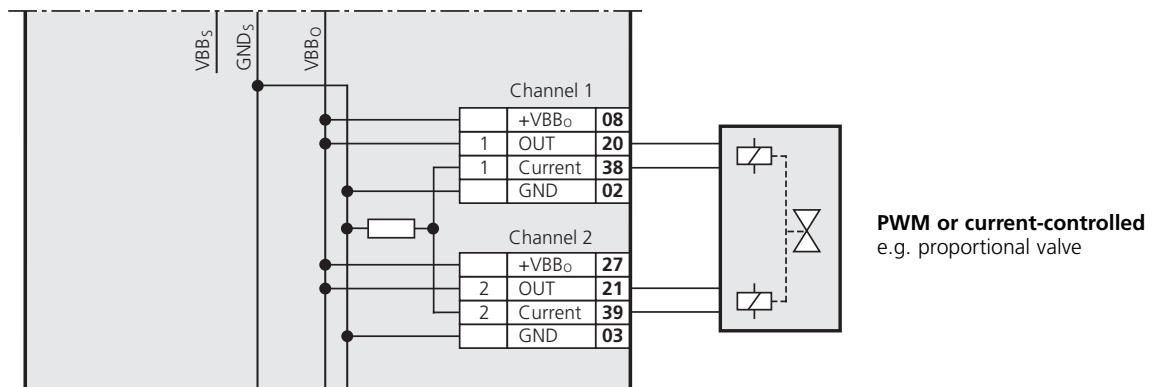 VBBS
GNDS
VBBO
Channel 1
+VBBO 08
1 OUT 20
1 Current 38
GND 02
Channel 2
+VBBO 27
2 OUT 21
2 Current 39
GND 03
PWM or current-controlled
e.g. proportional valve